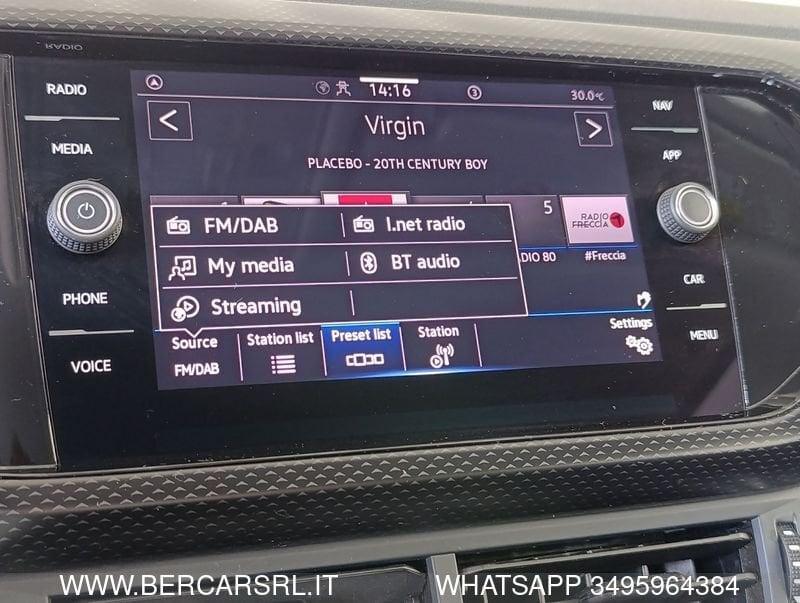 RADIO
RADIO
MEDIA
PHONE
VOICE
14:16
3
30.0°C
Virgin
PLACEBO - 20TH CENTURY BOY
5
RADIO FRECCIA
DIO 80
#Freccia
FM/DAB
I.net radio
My media
BT audio
Streaming
Source
FM/DAB
Station list
Preset list
Station
Settings
NAV
APP
CAR
MENU
WWW.BERCARSRL.IT
WHATSAPP 3495964384